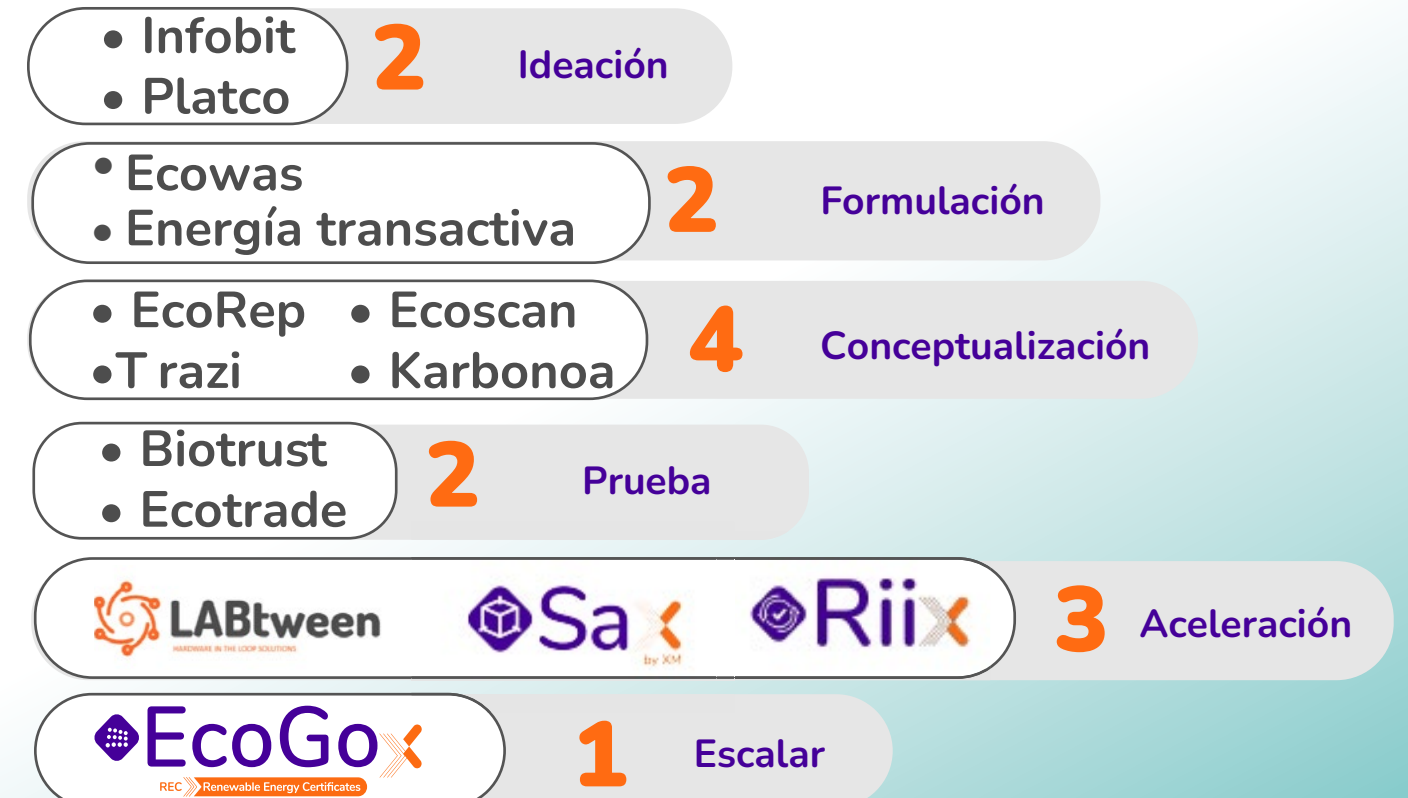 • Infobit
• Platco
2 Ideación
• Ecowas
• Energía transactiva
2 Formulación
• EcoRep • Ecoscan
•T razi • Karbonoa
4 Conceptualización
• Biotrust
• Ecotrade
2 Prueba
LABtween
HARDWARE IN THE LOOP SOLUTIONS
Sax
by XM
Riix
3 Aceleración
EcoGox
REC Renewable Energy Certificates
1 Escalar